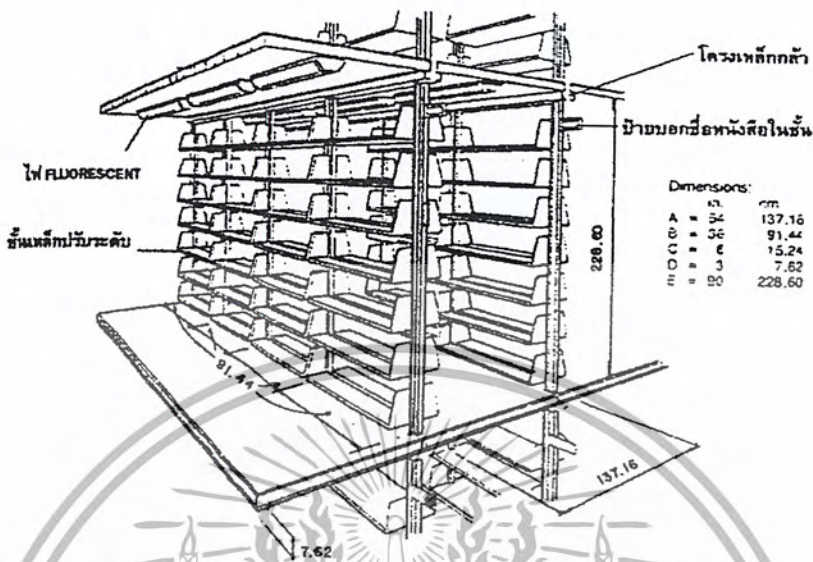 โครงเหล็กกล้า
ป้ายบอกชื่อหนังสือในชั้น
ไฟ FLUORESCENT
ชั้นเหล็กปรับระดับ
228.60
Dimensions:
in. cm
A = 54 137.16
B = 36 91.44
C = 6 15.24
D = 3 7.62
E = 90 228.60
91.44
137.16
7.62